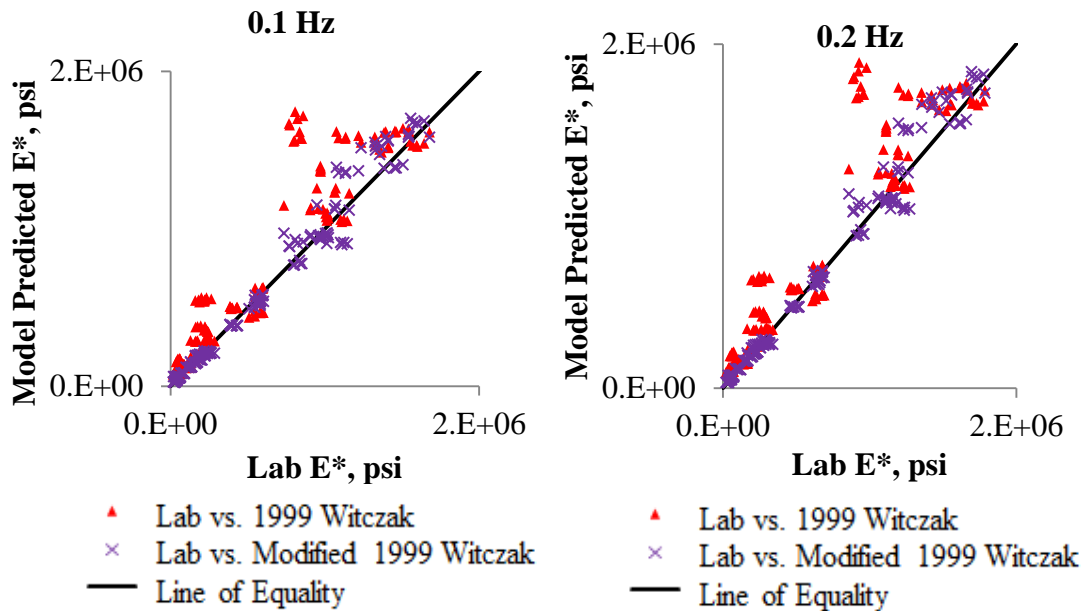 0.1 Hz
2.E+06
Model Predicted E*, psi
0.E+00
0.E+00
2.E+06
Lab E*, psi
Lab vs. 1999 Witczak
Lab vs. Modified 1999 Witczak
Line of Equality
0.2 Hz
2.E+06
Model Predicted E*, psi
0.E+00
0.E+00
2.E+06
Lab E*, psi
Lab vs. 1999 Witczak
Lab vs. Modified 1999 Witczak
Line of Equality